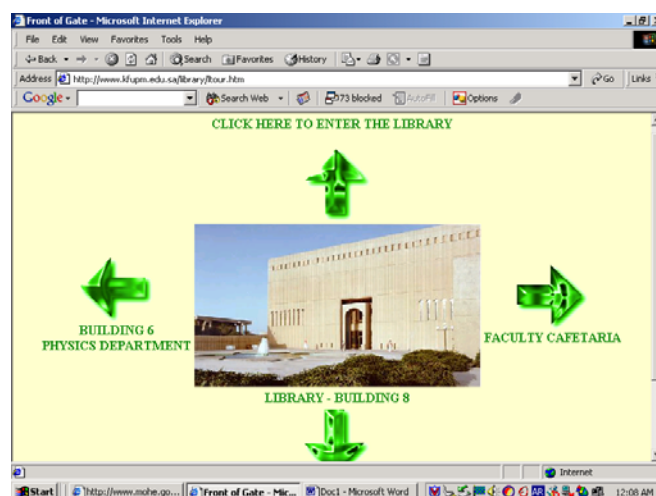 Front of Gate - Microsoft Internet Explorer
File Edit View Favorites Tools Help
Back Search Favorites History
Address http://www.kfupm.edu.sa/library/ltour.htm Go Links
Google Search Web 973 blocked AutoFill Options
CLICK HERE TO ENTER THE LIBRARY
BUILDING 6
PHYSICS DEPARTMENT
FACULTY CAFETARIA
LIBRARY - BUILDING 8
Internet
Start http://www.mohe.go... Front of Gate - Mic... Doc1 - Microsoft Word AR 12:08 AM